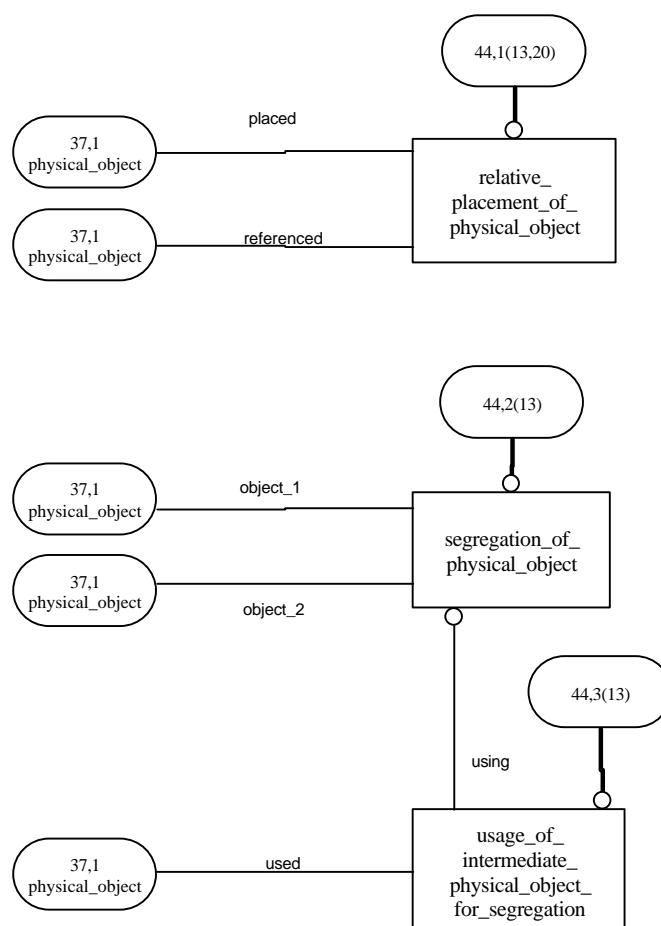 44,1(13,20)
placed
37,1
physical_object
relative_
placement_of_
physical_object
37,1
physical_object
referenced
44,2(13)
37,1
physical_object
object_1
segregation_of_
physical_object
37,1
physical_object
object_2
44,3(13)
using
37,1
physical_object
used
usage_of_
intermediate_
physical_object_
for_segregation